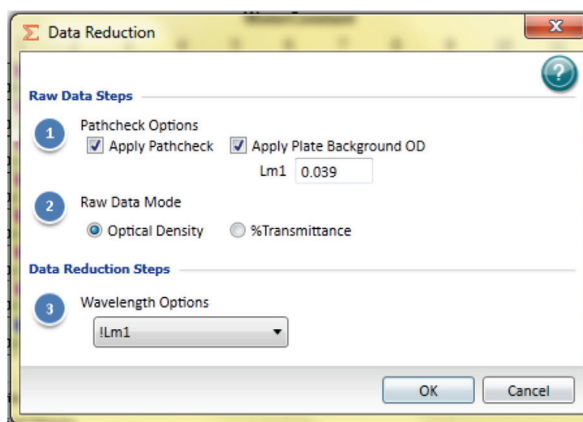 Σ Data Reduction
x
?
Raw Data Steps
1
Pathcheck Options
Apply Pathcheck Apply Plate Background OD
Lm1 0.039
2
Raw Data Mode
Optical Density %Transmittance
Data Reduction Steps
3
Wavelength Options
!Lm1
OK Cancel